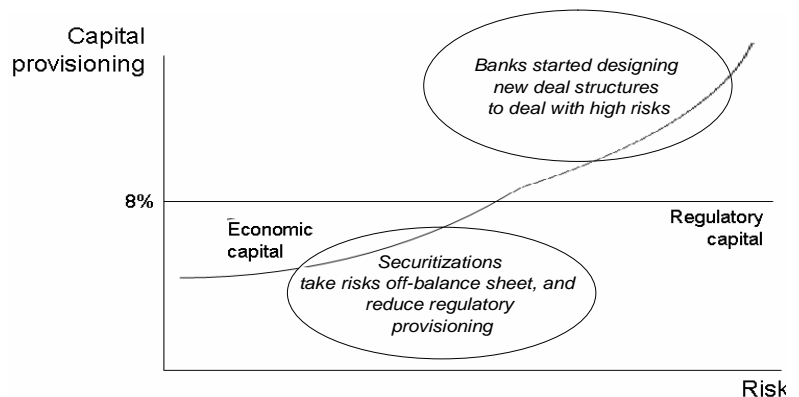 Capital
provisioning
Banks started designing
new deal structures
to deal with high risks
8%
Economic
capital
Regulatory
capital
Securitizations
take risks off-balance sheet, and
reduce regulatory
provisioning
Risk